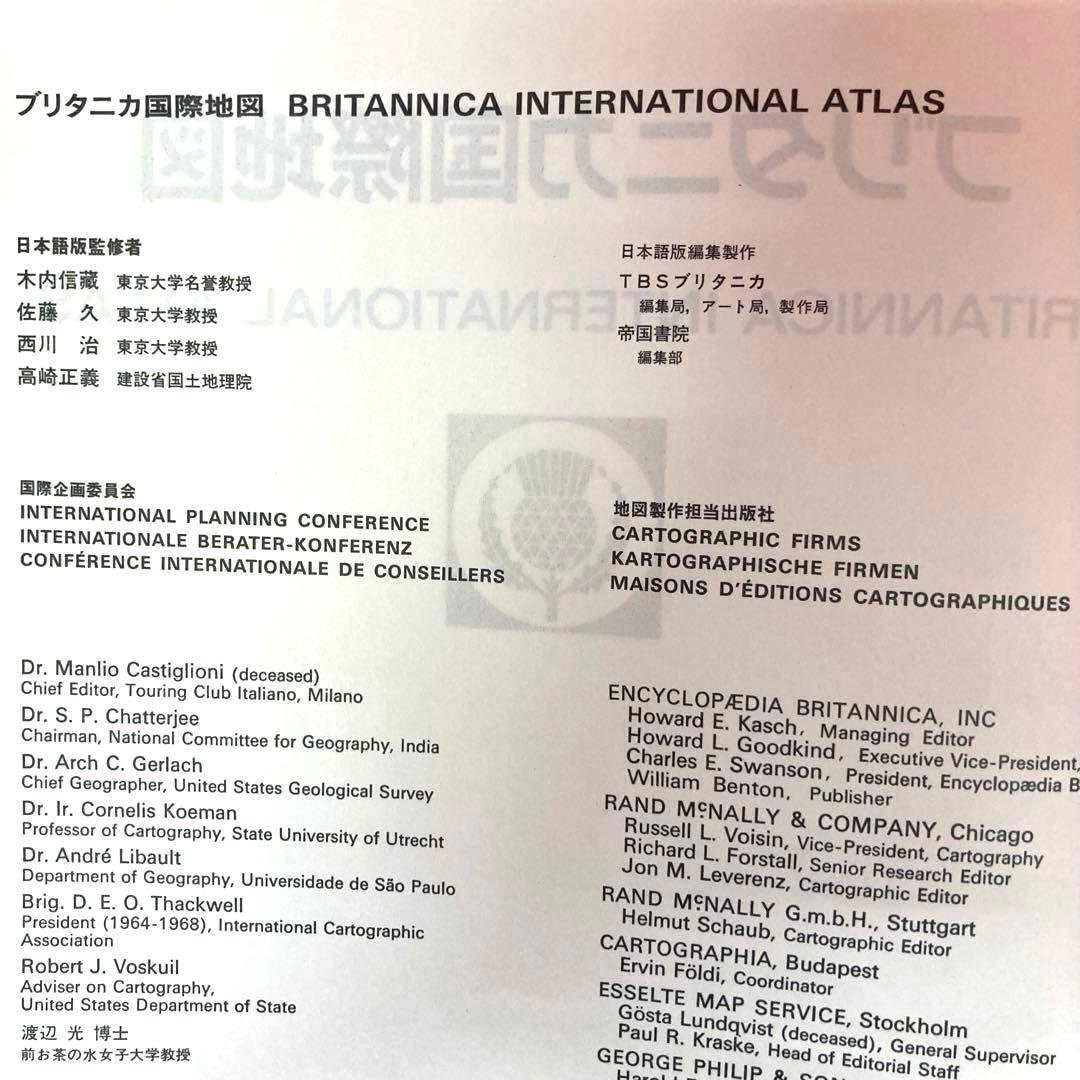 ブリタニカ国際地図 BRITANNICA INTERNATIONAL ATLAS
日本語版監修者
木内信藏 東京大学名誉教授
佐藤 久 東京大学教授
西川 治 東京大学教授
高崎正義 建設省国土地理院
日本語版編集製作
TBSブリタニカ
編集局，アート局，製作局
帝国書院
編集部
国際企画委員会
INTERNATIONAL PLANNING CONFERENCE
INTERNATIONALE BERATER-KONFERENZ
CONFÉRENCE INTERNATIONALE DE CONSEILLERS
地図製作担当出版社
CARTOGRAPHIC FIRMS
KARTOGRAPHISCHE FIRMEN
MAISONS D'ÉDITIONS CARTOGRAPHIQUES
Dr. Manlio Castiglioni (deceased)
Chief Editor, Touring Club Italiano, Milano
Dr. S. P. Chatterjee
Chairman, National Committee for Geography, India
Dr. Arch C. Gerlach
Chief Geographer, United States Geological Survey
Dr. Ir. Cornelis Koeman
Professor of Cartography, State University of Utrecht
Dr. André Libault
Department of Geography, Universidade de São Paulo
Brig. D. E. O. Thackwell
President (1964-1968), International Cartographic
Association
Robert J. Voskuil
Adviser on Cartography,
United States Department of State
渡辺 光 博士
前お茶の水女子大学教授
ENCYCLOPÆDIA BRITANNICA, INC
Howard E. Kasch, Managing Editor
Howard L. Goodkind, Executive Vice-President,
Charles E. Swanson, President, Encyclopædia B
William Benton, Publisher
RAND McNALLY & COMPANY, Chicago
Russell L. Voisin, Vice-President, Cartography
Richard L. Forstall, Senior Research Editor
Jon M. Leverenz, Cartographic Editor
RAND McNALLY G.m.b.H., Stuttgart
Helmut Schaub, Cartographic Editor
CARTOGRAPHIA, Budapest
Ervin Földi, Coordinator
ESSELTE MAP SERVICE, Stockholm
Gösta Lundqvist (deceased), General Supervisor
Paul R. Kraske, Head of Editorial Staff
GEORGE PHILIP & SON